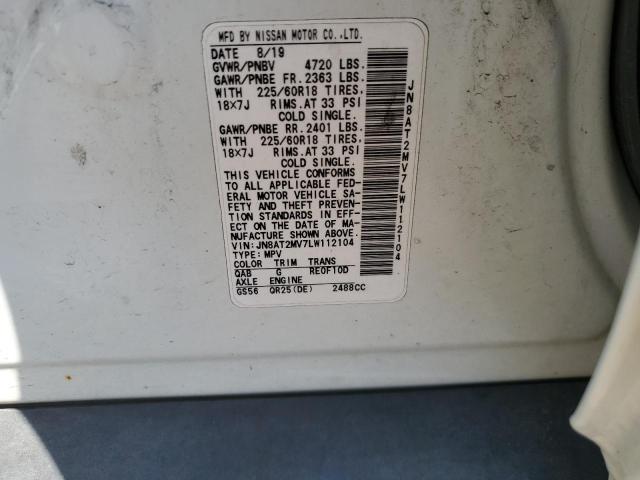 MFD BY NISSAN MOTOR CO.,LTD.
DATE 8/19
GVWR/PNBV 4720 LBS.
GAWR/PNBE FR. 2363 LBS.
WITH 225/60R18 TIRES.
18X7J RIMS.AT 33 PSI
COLD SINGLE.
GAWR/PNBE RR. 2401 LBS.
WITH 225/60R18 TIRES.
18X7J RIMS.AT 33 PSI
COLD SINGLE.
THIS VEHICLE CONFORMS
TO ALL APPLICABLE FED-
ERAL MOTOR VEHICLE SA-
FETY AND THEFT PREVEN-
TION STANDARDS IN EFF-
ECT ON THE DATE OF MA-
NUFACTURE SHOWN ABOVE.
VIN: JN8AT2MV7LW112104
TYPE: MPV
COLOR TRIM TRANS
QAB G RE0F10D
AXLE ENGINE
GS56 QR25(DE) 2488CC
JN8AT2MV7LW112104